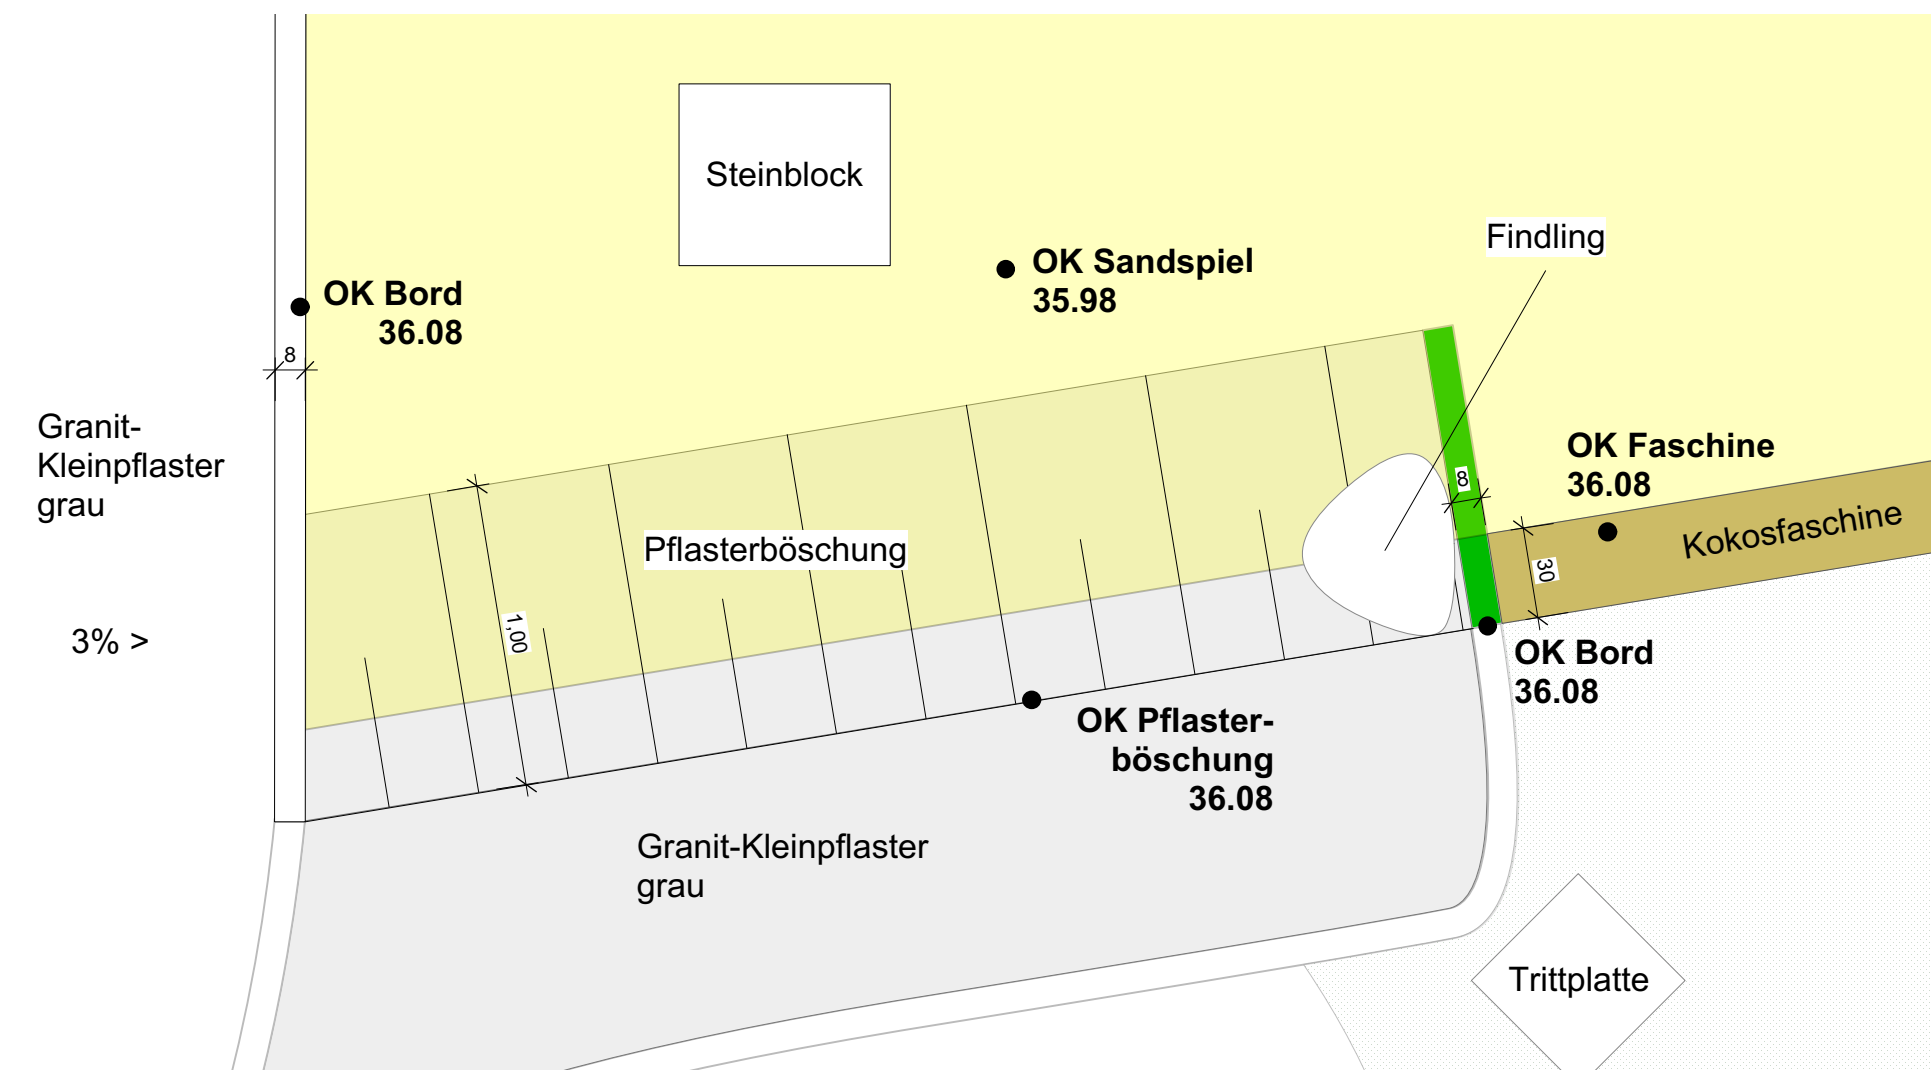 Steinblock
Findling
OK Sandspiel
35.98
OK Bord
36.08
8
Granit-
Kleinpflaster
grau
OK Faschine
36.08
8
Kokosfaschine
30
Pflasterböschung
1,00
3% >
OK Bord
36.08
OK Pflaster-
böschung
36.08
Granit-Kleinpflaster
grau
Trittplatte